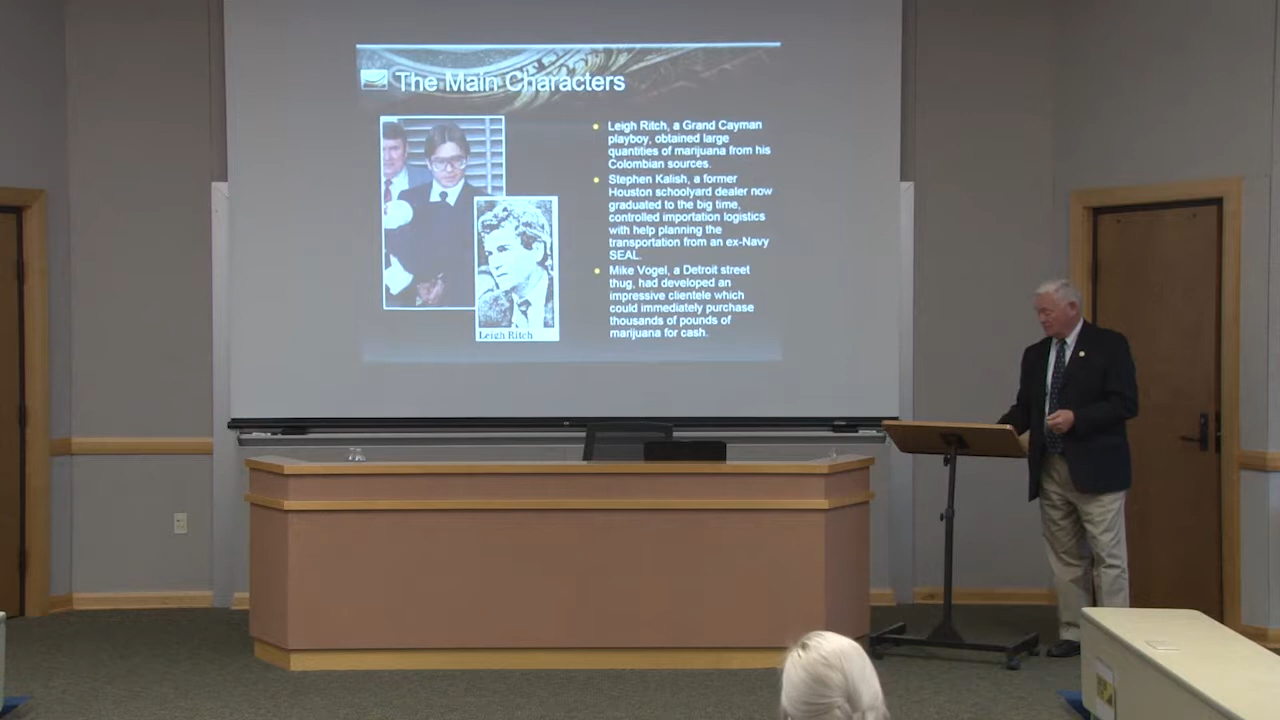 The Main Characters
Leigh Ritch, a Grand Cayman
playboy, obtained large
quantities of marijuana from his
Colombian sources.
Stephen Kalish, a former
Houston schoolyard dealer now
graduated to the big time,
controlled importation logistics
with help planning the
transportation from an ex-Navy
SEAL.
Mike Vogel, a Detroit street
thug, had developed an
impressive clientele which
could immediately purchase
thousands of pounds of
marijuana for cash.
Leigh Ritch